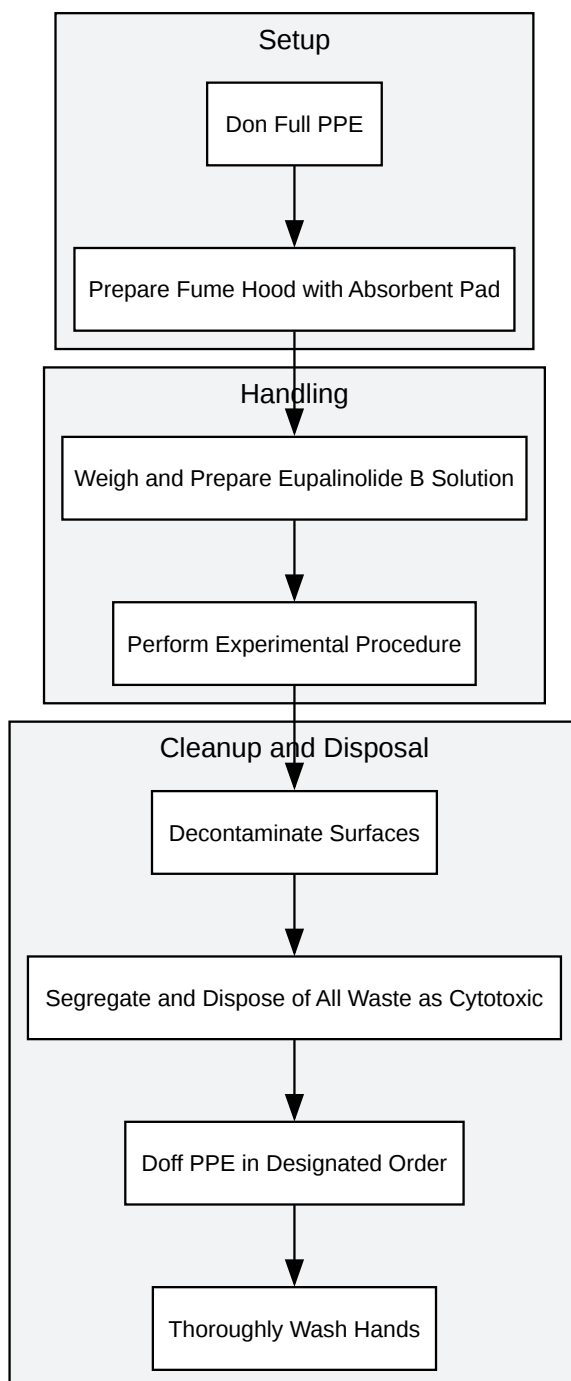 Setup
Don Full PPE
Prepare Fume Hood with Absorbent Pad
Handling
Weigh and Prepare Eupalinolide B Solution
Perform Experimental Procedure
Cleanup and Disposal
Decontaminate Surfaces
Segregate and Dispose of All Waste as Cytotoxic
Doff PPE in Designated Order
Thoroughly Wash Hands